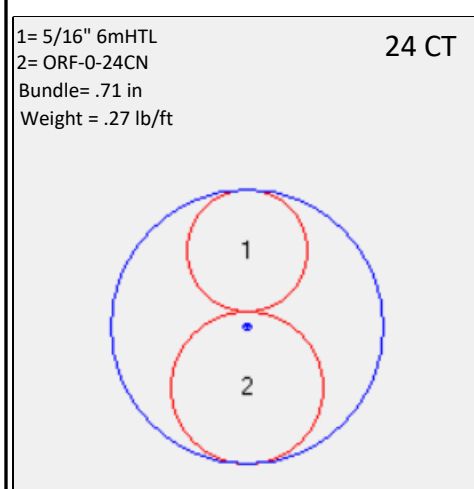 1= 5/16" 6mHTL
24 CT
2= ORF-0-24CN
Bundle= .71 in
Weight = .27 lb/ft
1
2